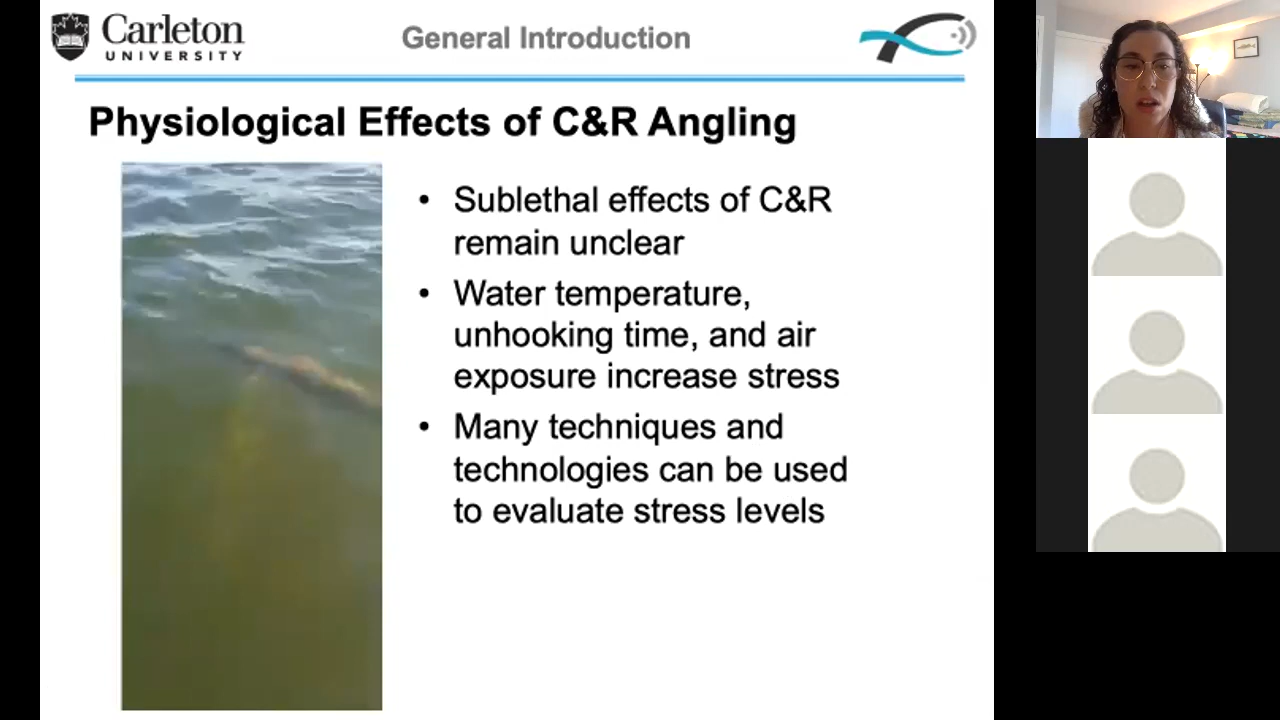 Carleton
UNIVERSITY
General Introduction
Physiological Effects of C&R Angling
• Sublethal effects of C&R
remain unclear
• Water temperature,
unhooking time, and air
exposure increase stress
• Many techniques and
technologies can be used
to evaluate stress levels